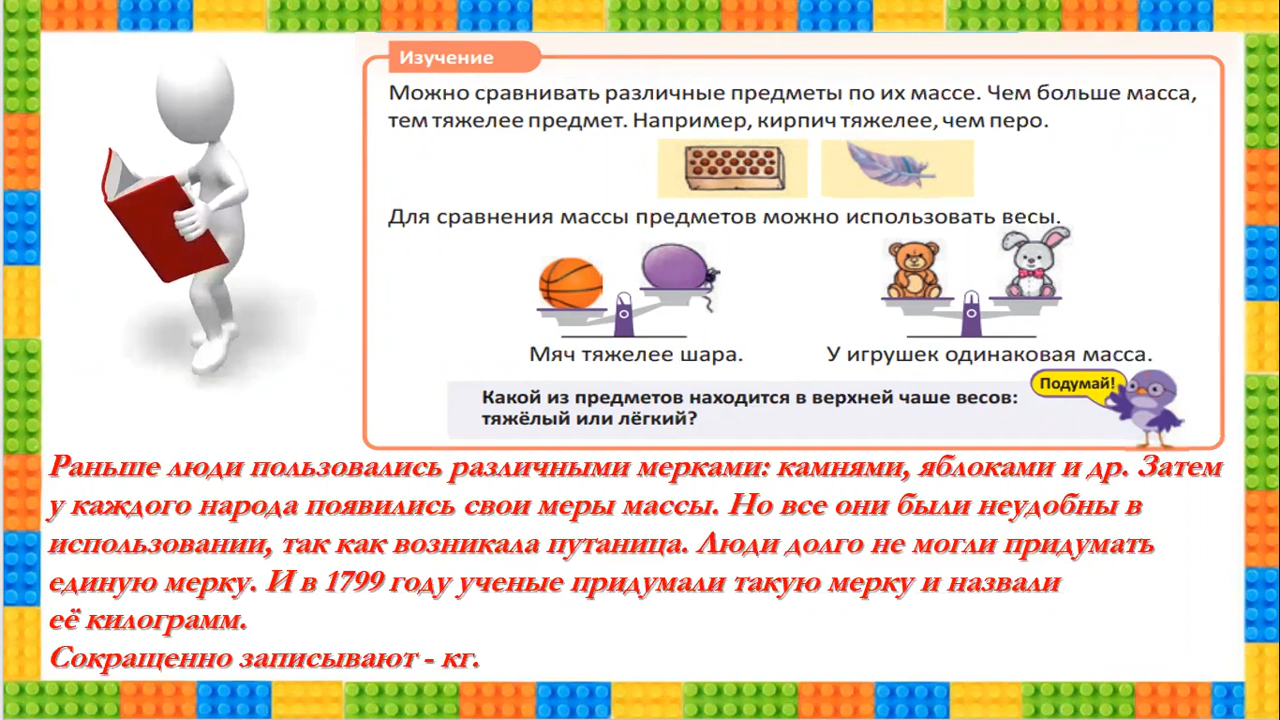 Изучение
Можно сравнивать различные предметы по их массе. Чем больше масса,
тем тяжелее предмет. Например, кирпич тяжелее, чем перо.
Для сравнения массы предметов можно использовать весы.
Мяч тяжелее шара.
У игрушек одинаковая масса.
Подумай!
Какой из предметов находится в верхней чаше весов:
тяжёлый или лёгкий?
Раньше люди пользовались различными мерками: камнями, яблоками и др. Затем
у каждого народа появились свои меры массы. Но все они были неудобны в
использовании, так как возникала путаница. Люди долго не могли придумать
единую мерку. И в 1799 году ученые придумали такую мерку и назвали
её килограмм.
Сокращенно записывают - кг.